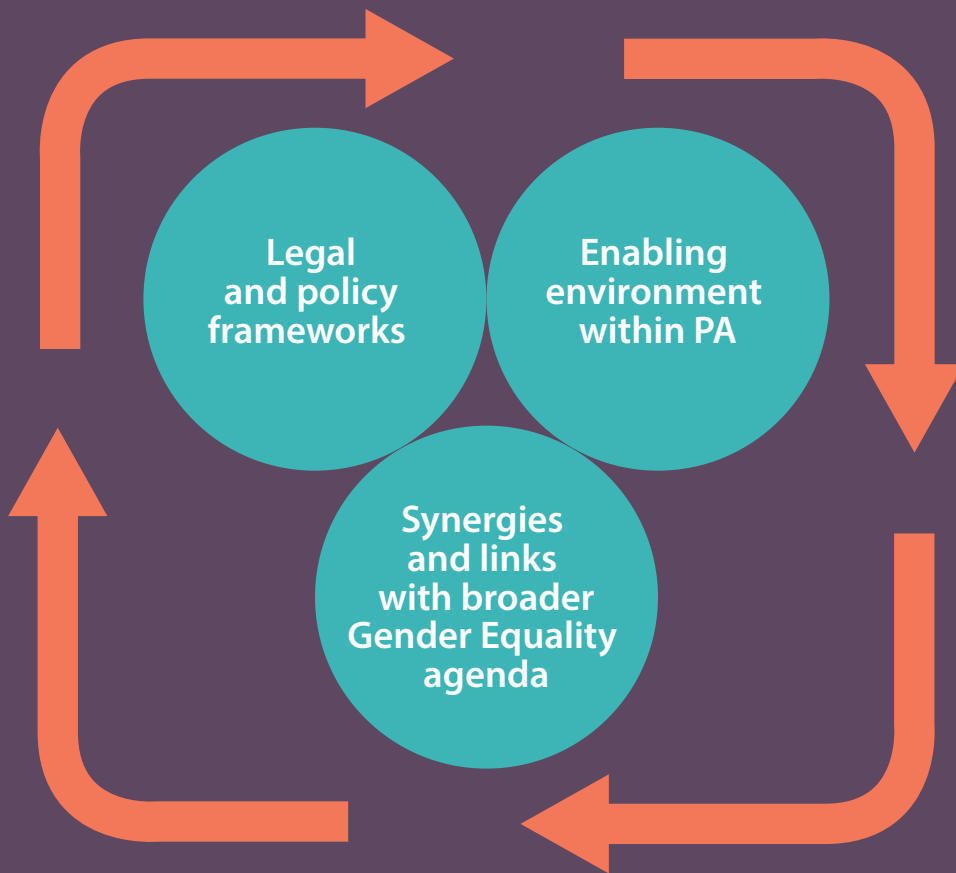 Legal
and policy
frameworks
Enabling
environment
within PA
Synergies
and links
with broader
Gender Equality
agenda